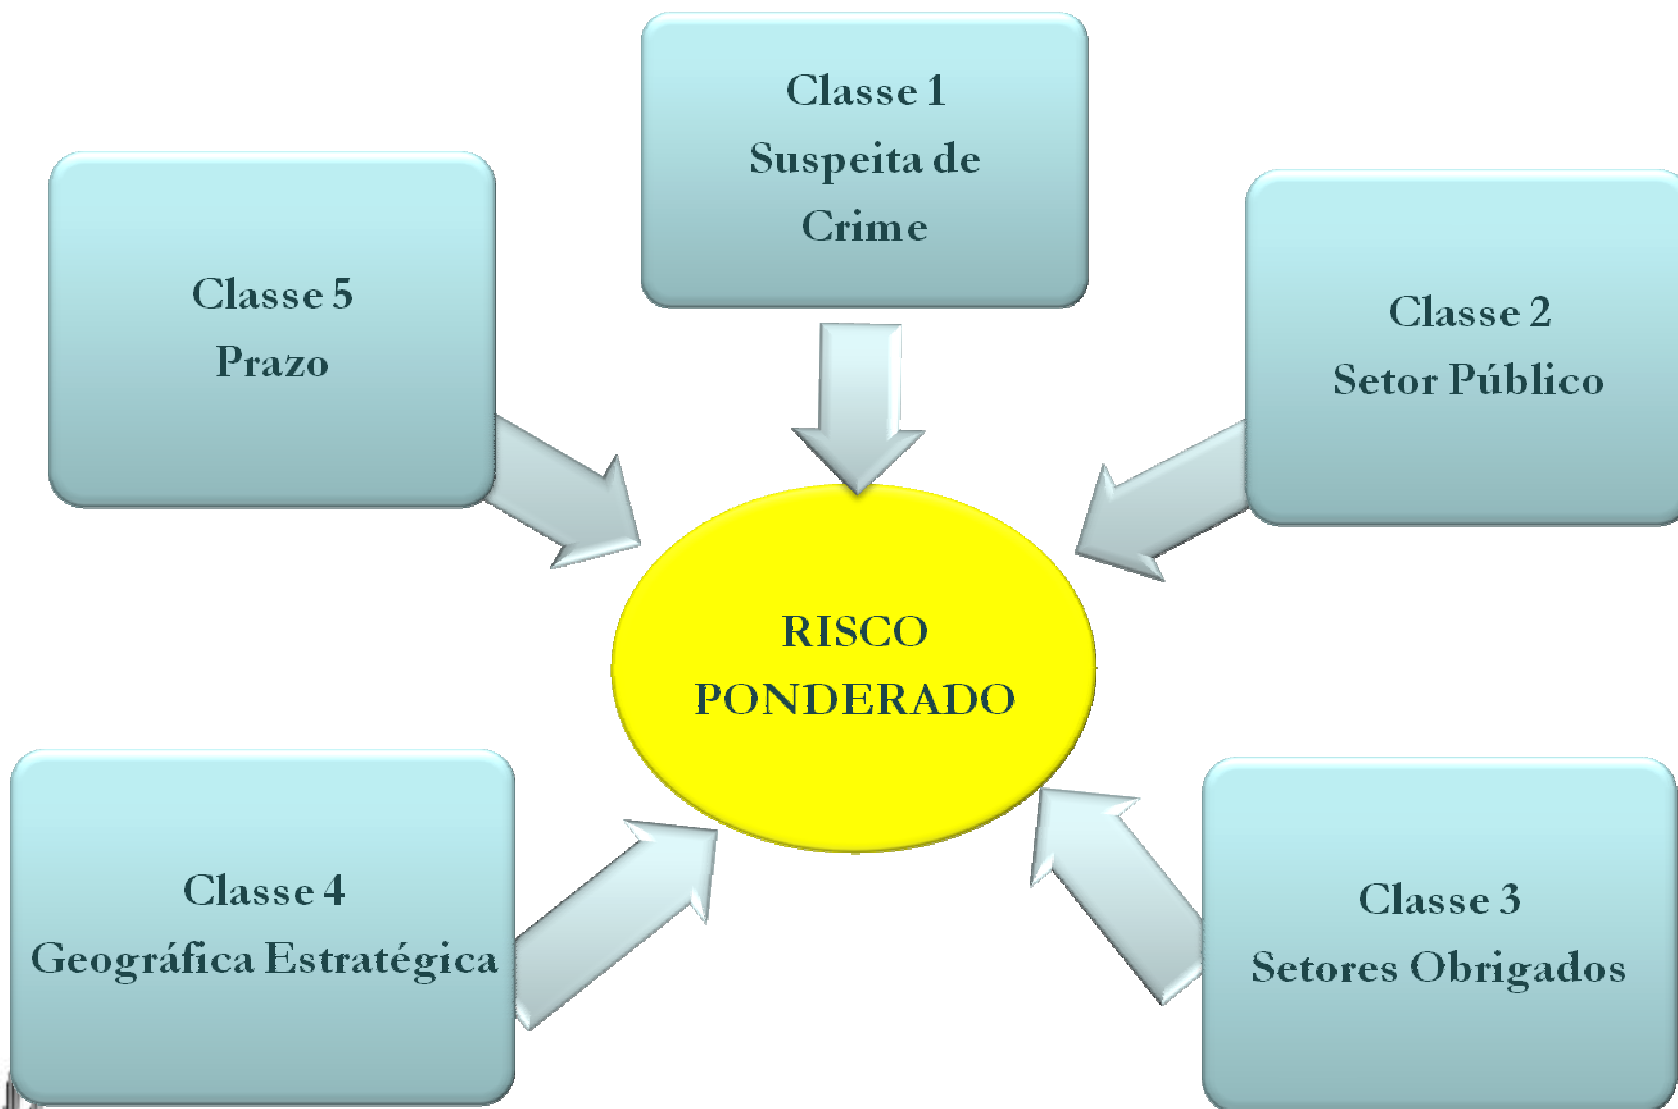 Classe 1
Suspeita de
Crime
Classe 5
Prazo
Classe 2
Setor Público
RISCO
PONDERADO
Classe 4
Geográfica Estratégica
Classe 3
Setores Obrigados